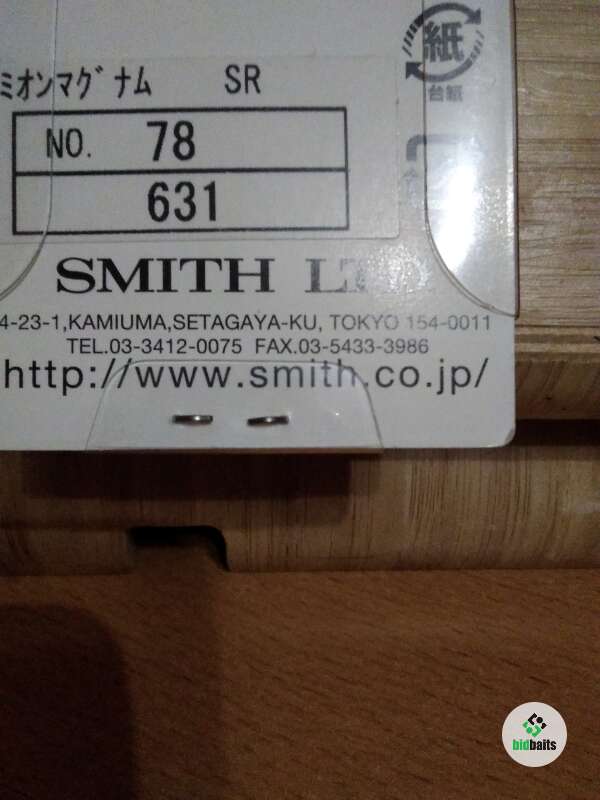 紙
台紙
ミオンマグナム SR
NO. 78
631
SMITH LT
4-23-1,KAMIUMA,SETAGAYA-KU, TOKYO 154-0011
TEL.03-3412-0075 FAX.03-5433-3986
http://www.smith.co.jp/
bidbaits